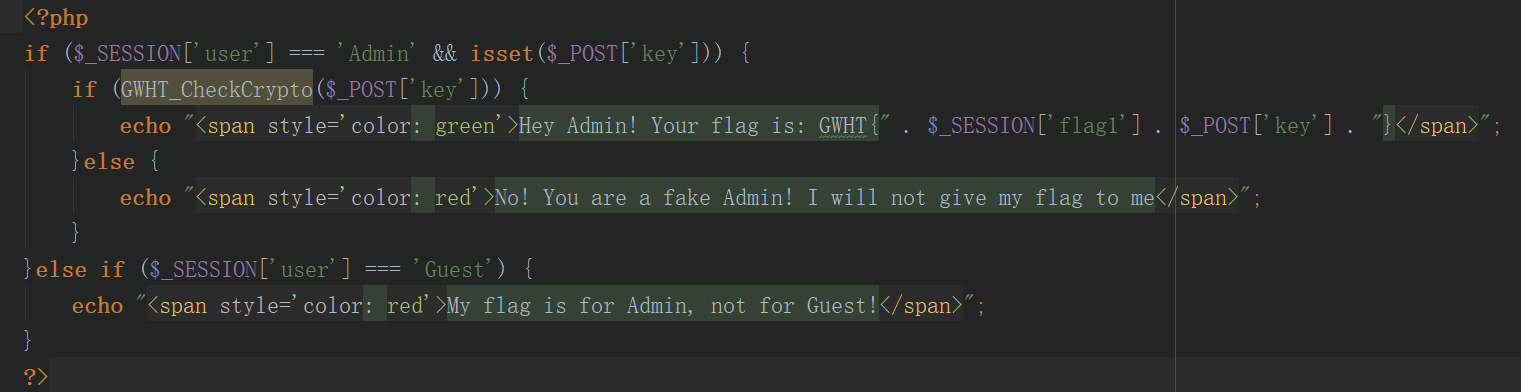 <?php
if ($_SESSION['user'] === 'Admin' && isset($_POST['key'])) {
    if (GWHT_CheckCrypto($_POST['key'])) {
        echo "<span style='color: green'>Hey Admin! Your flag is: GWHT{" . $_SESSION['flag1'] . $_POST['key'] . "}</span>";
    }else {
        echo "<span style='color: red'>No! You are a fake Admin! I will not give my flag to me</span>";
    }
}else if ($_SESSION['user'] === 'Guest') {
    echo "<span style='color: red'>My flag is for Admin, not for Guest!</span>";
}
?>